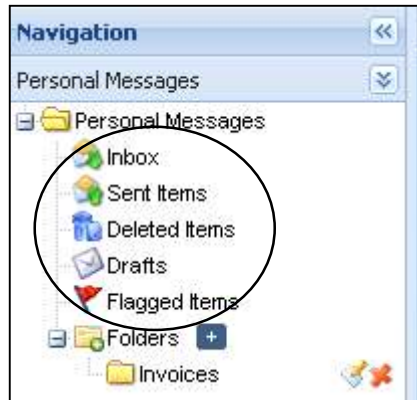 Navigation
Personal Messages
Personal Messages
Inbox
Sent Items
Deleted Items
Drafts
Flagged Items
Folders
Invoices